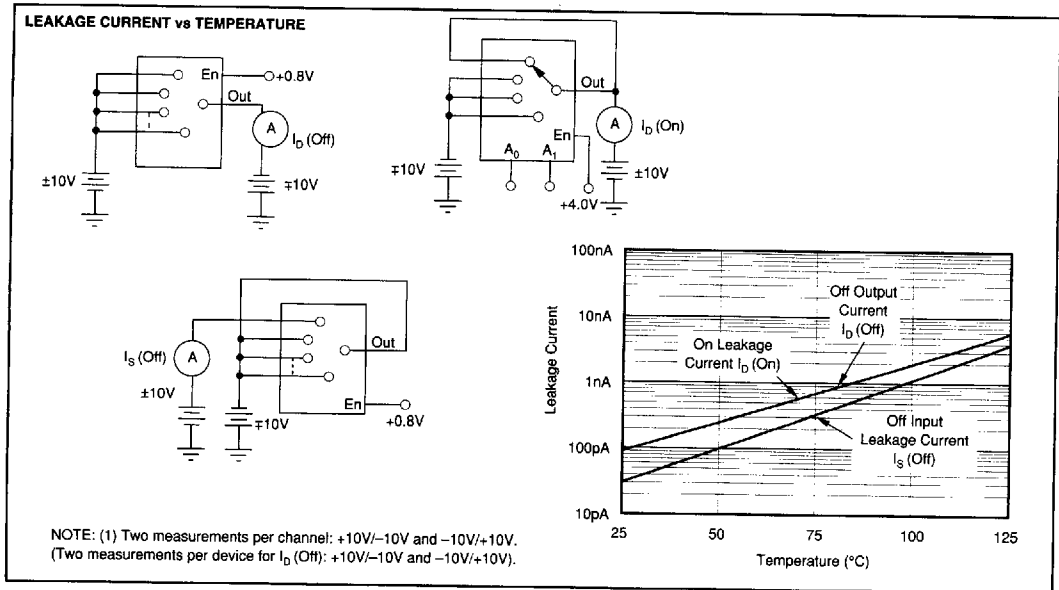 LEAKAGE CURRENT vs TEMPERATURE
En
+0.8V
Out
A
I_D (Off)
±10V
∓10V
Out
A
I_D (On)
En
A_0
A_1
∓10V
±10V
+4.0V
I_S (Off)
A
Out
±10V
∓10V
En
+0.8V
Leakage Current
100nA
10nA
1nA
100pA
10pA
Off Output
Current
I_D (Off)
On Leakage
Current I_D (On)
Off Input
Leakage Current
I_S (Off)
25
50
75
100
125
Temperature (°C)
NOTE: (1) Two measurements per channel: +10V/–10V and –10V/+10V.
(Two measurements per device for I_D (Off): +10V/–10V and –10V/+10V).